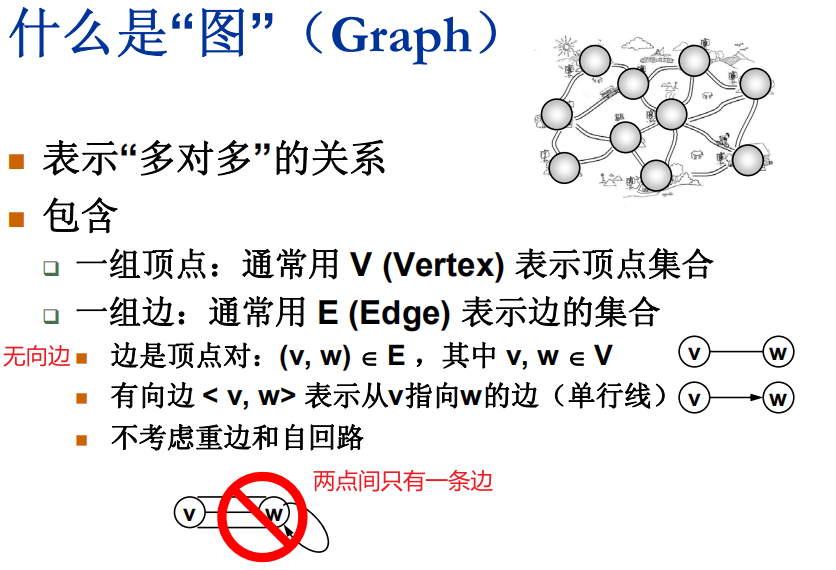 什么是“图”（Graph）
表示“多对多”的关系
包含
一组顶点：通常用 V (Vertex) 表示顶点集合
一组边：通常用 E (Edge) 表示边的集合
无向边 边是顶点对：(v, w) ∈ E ，其中 v, w ∈ V
v w
有向边 < v, w> 表示从v指向w的边（单行线）
v w
不考虑重边和自回路
两点间只有一条边
v w